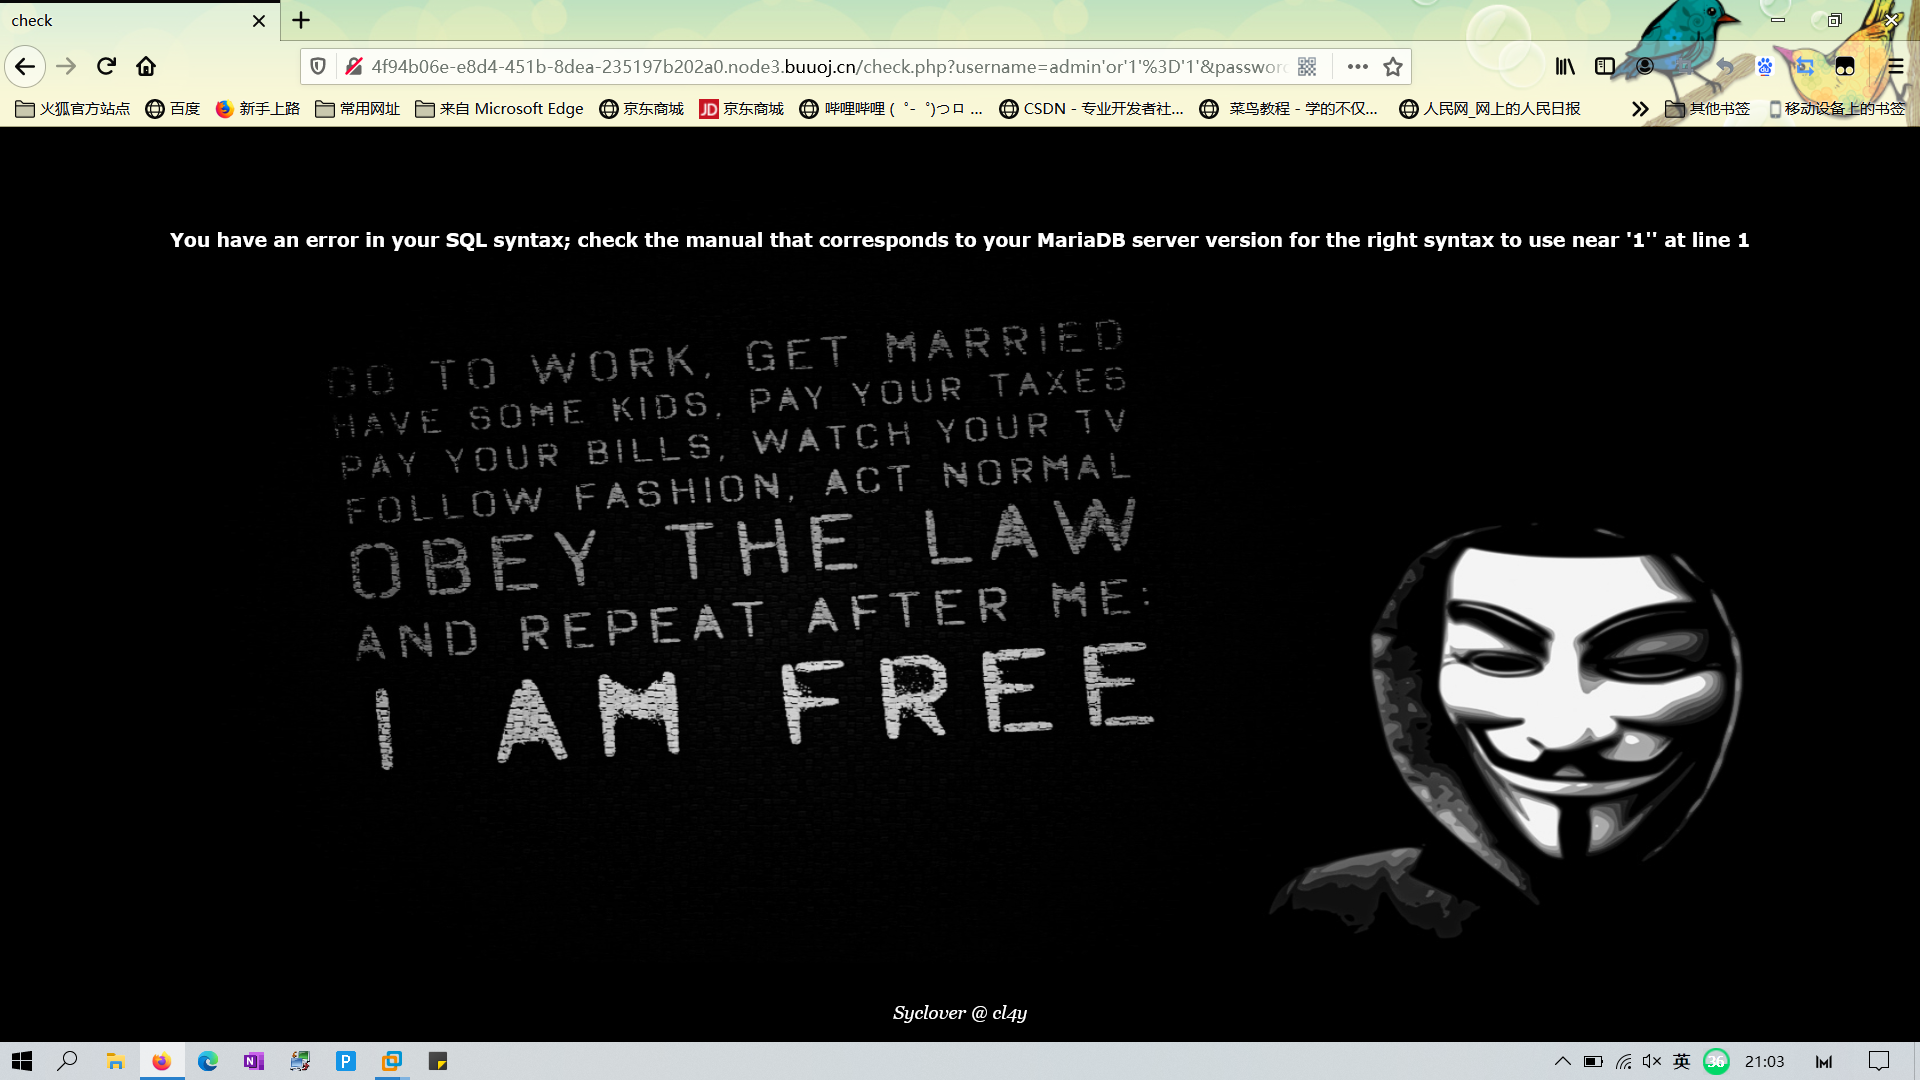 check
4f94b06e-e8d4-451b-8dea-235197b202a0.node3.buuoj.cn/check.php?username=admin'or'1'%3D'1'&passwor
火狐官方站点 百度 新手上路 常用网址 来自 Microsoft Edge 京东商城 JD 京东商城 哔哩哔哩 ( ゜- ゜)つロ ... CSDN - 专业开发者社... 菜鸟教程 - 学的不仅... 人民网_网上的人民日报 其他书签 移动设备上的书签
You have an error in your SQL syntax; check the manual that corresponds to your MariaDB server version for the right syntax to use near '1'' at line 1
GO TO WORK, GET MARRIED
HAVE SOME KIDS, PAY YOUR TAXES
PAY YOUR BILLS, WATCH YOUR TV
FOLLOW FASHION, ACT NORMAL
OBEY THE LAW
AND REPEAT AFTER ME:
I AM FREE
Syclover @ cl4y
英 36 21:03